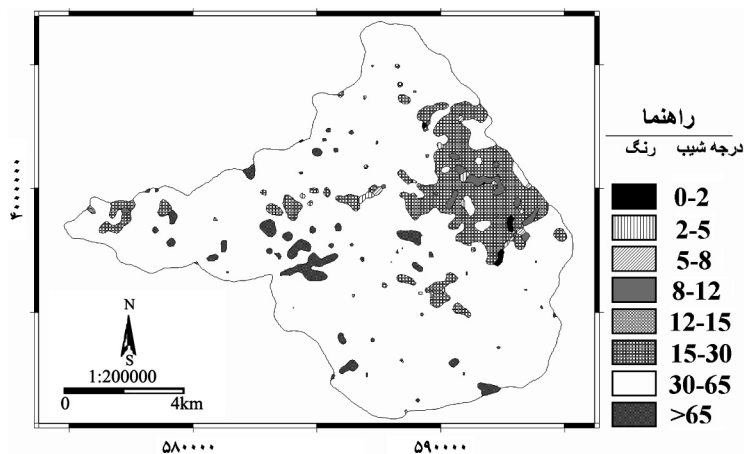 راهنما
درجه شیب رنگ
0-2
2-5
5-8
8-12
12-15
15-30
30-65
>65
۴۰۰۰۰۰۰
N
S
1:200000
0 4km
۵۸۰۰۰۰ ۵۹۰۰۰۰